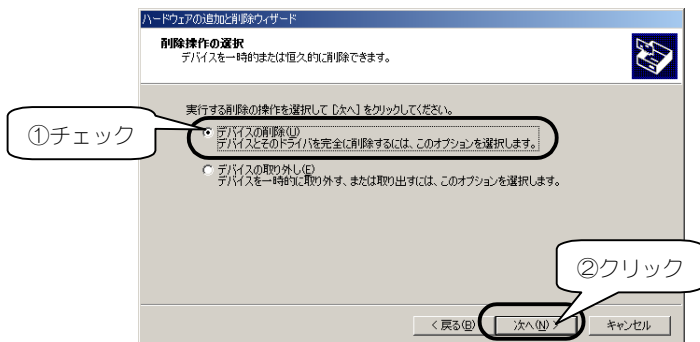 ハードウェアの追加と削除ウィザード
削除操作の選択
デバイスを一時的または恒久的に削除できます。
実行する削除の操作を選択して [次へ] をクリックしてください。
①チェック
デバイスの削除(U)
デバイスとそのドライバを完全に削除するには、このオプションを選択します。
デバイスの取り外し(E)
デバイスを一時的に取り外す、または取り出すには、このオプションを選択します。
②クリック
< 戻る(B)
次へ(N) >
キャンセル